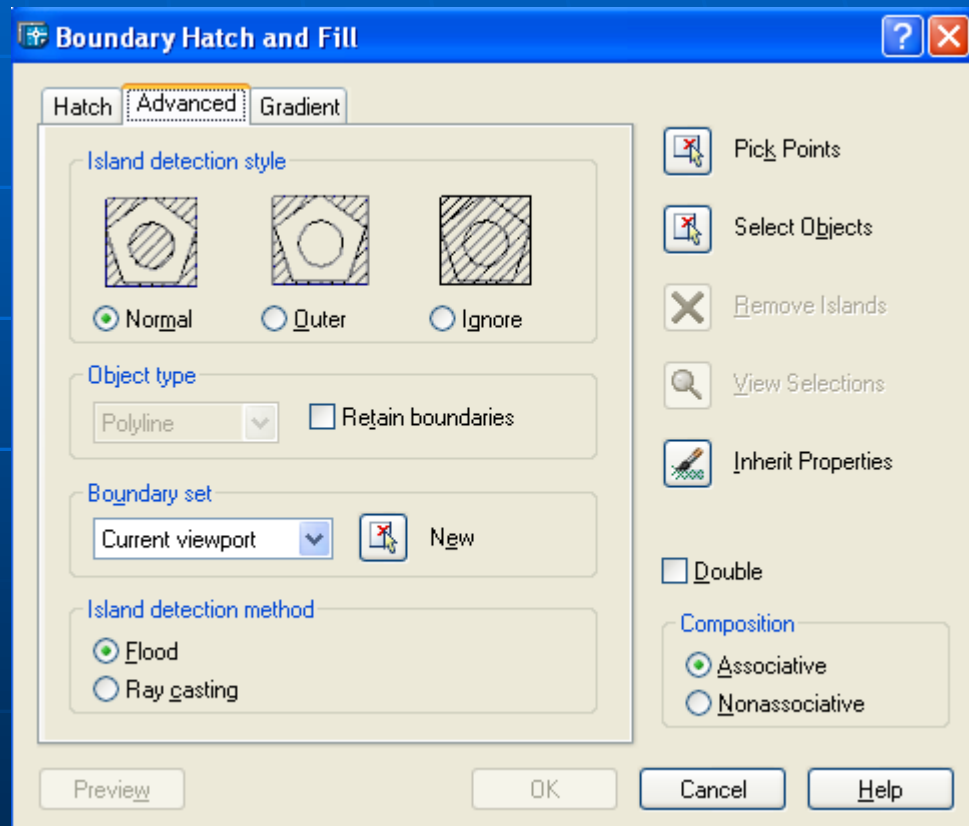 Boundary Hatch and Fill
Hatch Advanced Gradient
Island detection style
Normal Outer Ignore
Object type
Polyline Retain boundaries
Boundary set
Current viewport New
Island detection method
Flood
Ray casting
Pick Points
Select Objects
Remove Islands
View Selections
Inherit Properties
Double
Composition
Associative
Nonassociative
Preview OK Cancel Help